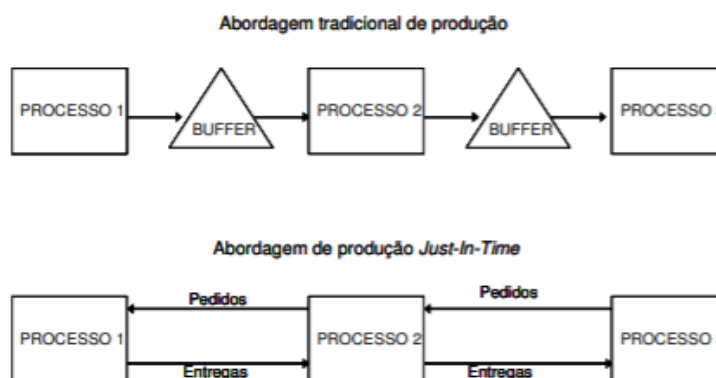 Abordagem tradicional de produção
PROCESSO 1
BUFFER
PROCESSO 2
BUFFER
PROCESSO
Abordagem de produção Just-In-Time
Pedidos
Pedidos
PROCESSO 1
PROCESSO 2
PROCESSO
Entregas
Entregas